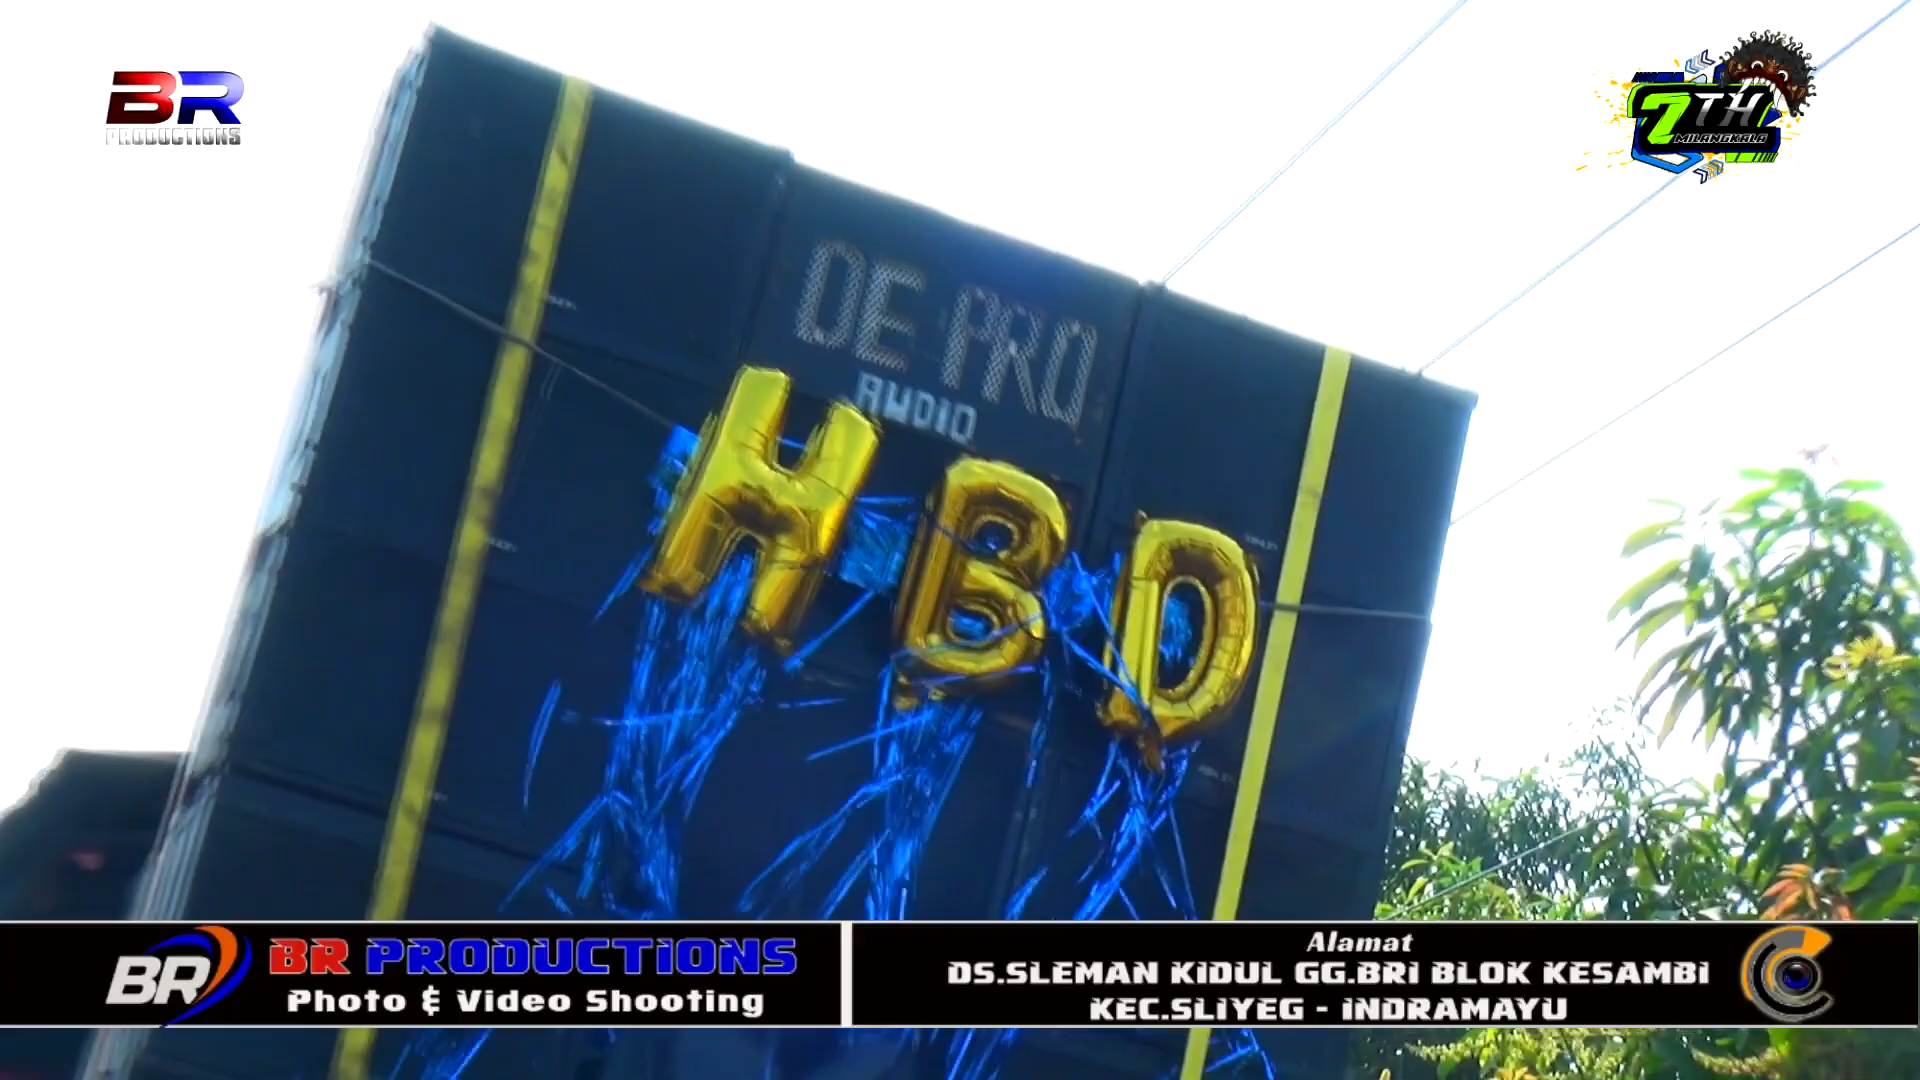 BR
PRODUCTIONS
7TH
MILANGKALA
DE PRO
AUDIO
HBD
BR
BR PRODUCTIONS
Photo & Video Shooting
Alamat
DS.SLEMAN KIDUL GG.BRI BLOK KESAMBI
KEC.SLIYEG - INDRAMAYU